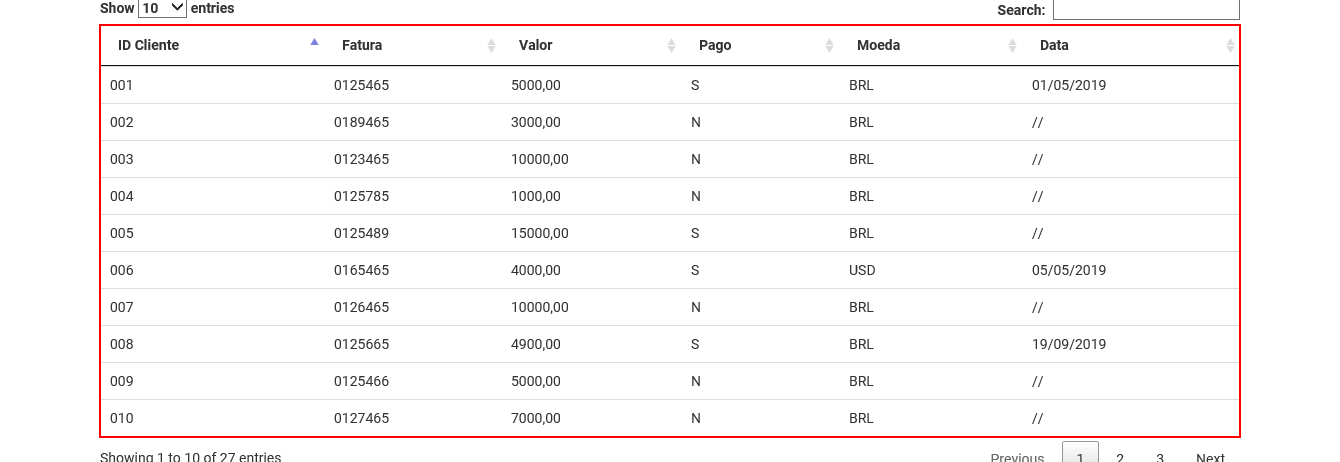 Show 10 entries Search:
ID Cliente Fatura Valor Pago Moeda Data
001 0125465 5000,00 S BRL 01/05/2019
002 0189465 3000,00 N BRL //
003 0123465 10000,00 N BRL //
004 0125785 1000,00 N BRL //
005 0125489 15000,00 S BRL //
006 0165465 4000,00 S USD 05/05/2019
007 0126465 10000,00 N BRL //
008 0125665 4900,00 S BRL 19/09/2019
009 0125466 5000,00 N BRL //
010 0127465 7000,00 N BRL //
Showing 1 to 10 of 27 entries Previous 1 2 3 Next